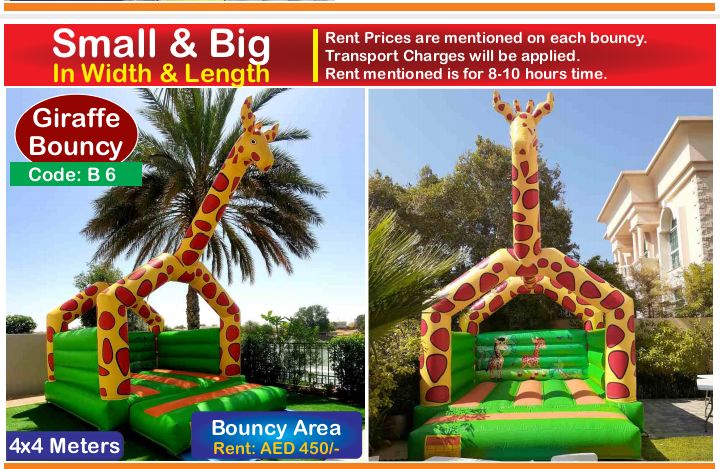 Small & Big
In Width & Length
Rent Prices are mentioned on each bouncy.
Transport Charges will be applied.
Rent mentioned is for 8-10 hours time.
Giraffe
Bouncy
Code: B 6
4x4 Meters
Bouncy Area
Rent: AED 450/-